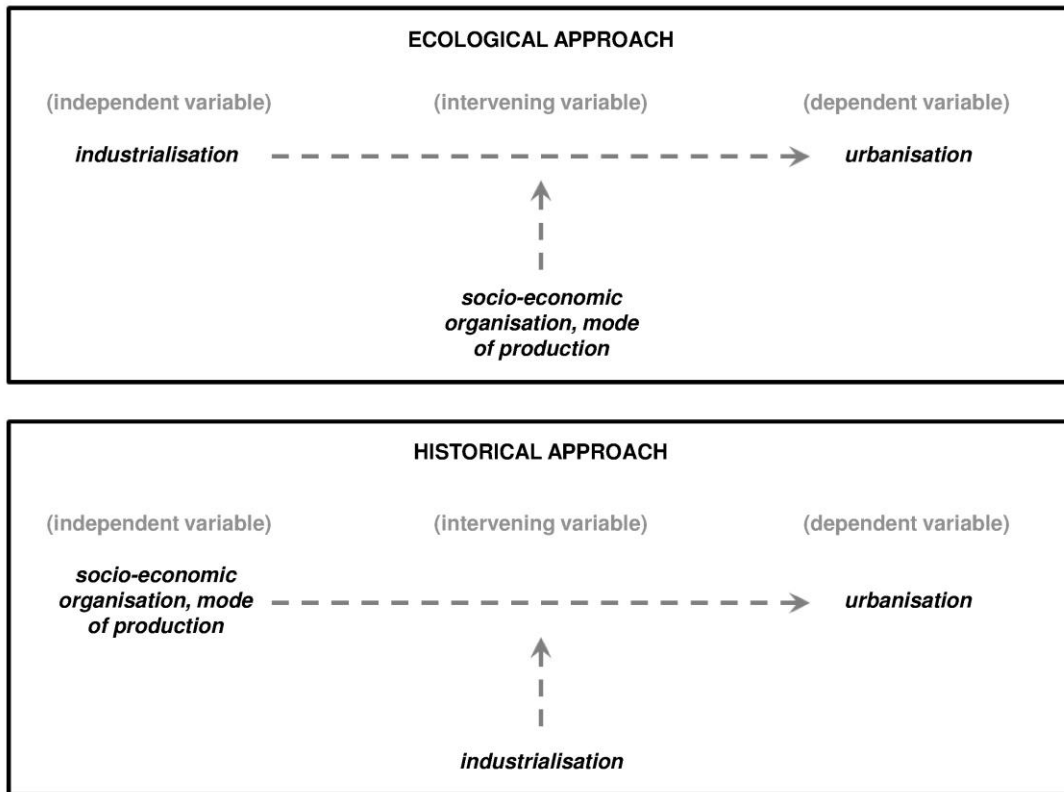 ECOLOGICAL APPROACH
(independent variable) (intervening variable) (dependent variable)
industrialisation urbanisation
socio-economic
organisation, mode
of production
HISTORICAL APPROACH
(independent variable) (intervening variable) (dependent variable)
socio-economic
organisation, mode
of production
urbanisation
industrialisation